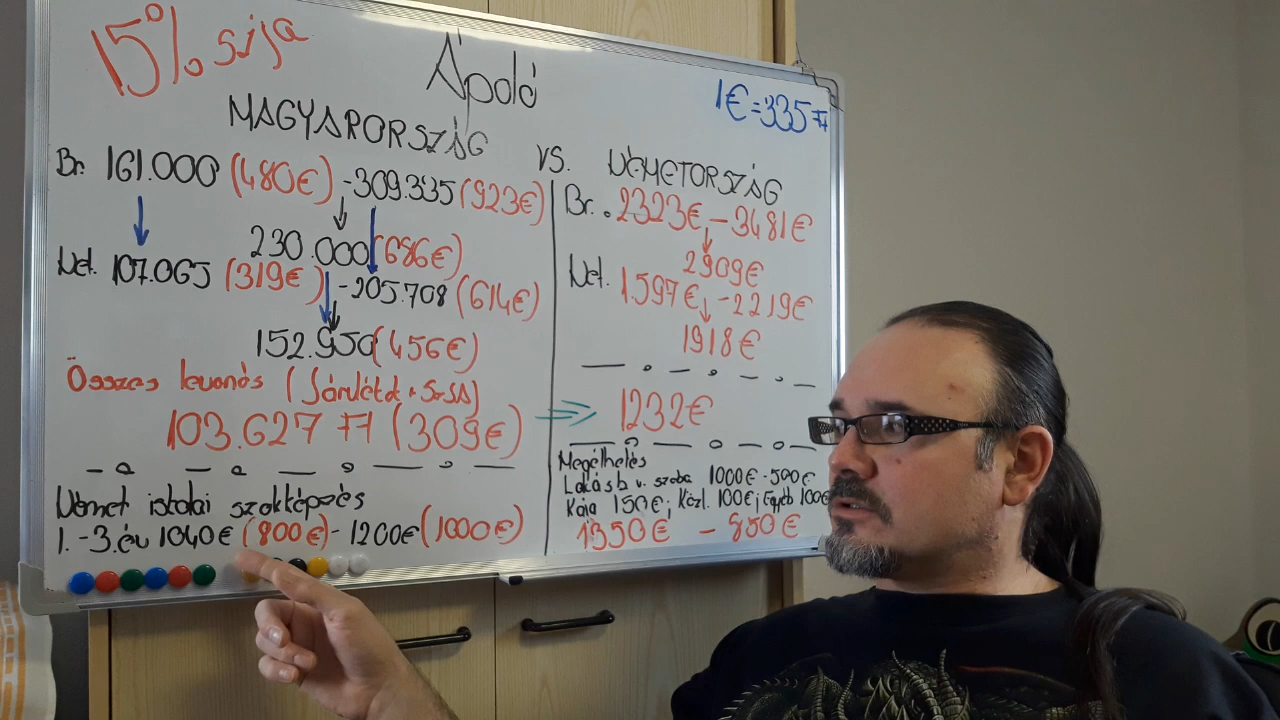 15% szja
Ápoló
1€=335 Ft
MAGYARORSZÁG VS. NÉMETORSZÁG
Br. 161.000 (480€) -309.335 (923€)
230.000 (686€)
Net. 107.065 (319€) -205.708 (614€)
152.950 (456€)
Összes levonás (Járulékok + SZJA)
103.627 Ft (309€)
Német iskolai szakképzés
1. -3. év 1040€ (800€) - 1200€ (1000€)
Br. 2323€ - 3481€
2909€
Net. 1.597€ - 2219€
1918€
1232€
Megélhetés
Lakásb v. szoba 1000€ - 500€
Kaja 150€; Közl. 100€; Egyéb 100€
1350€ - 850€